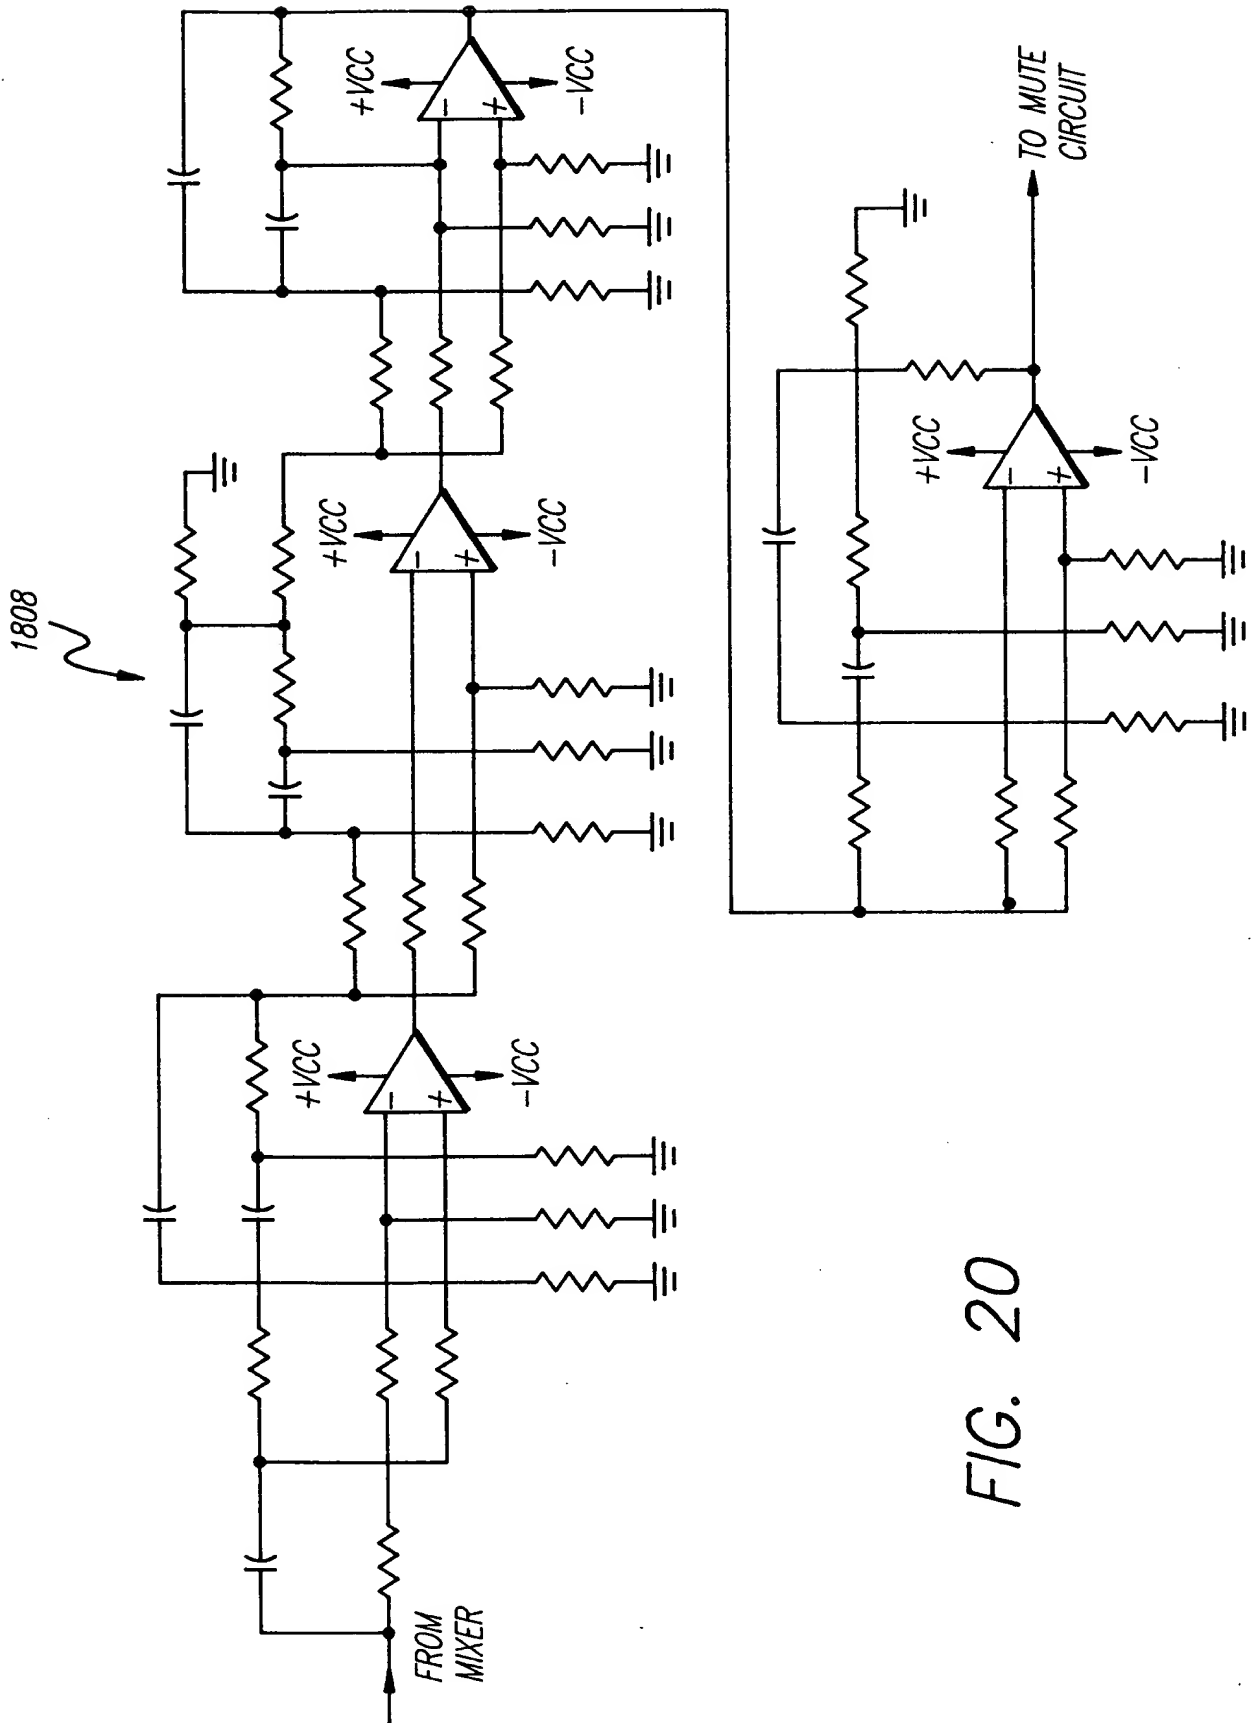 1808
FROM
MIXER
+VCC
-VCC
-
+
+VCC
-VCC
-
+
+VCC
-VCC
-
+
+VCC
-VCC
-
+
TO MUTE
CIRCUIT
FIG. 20